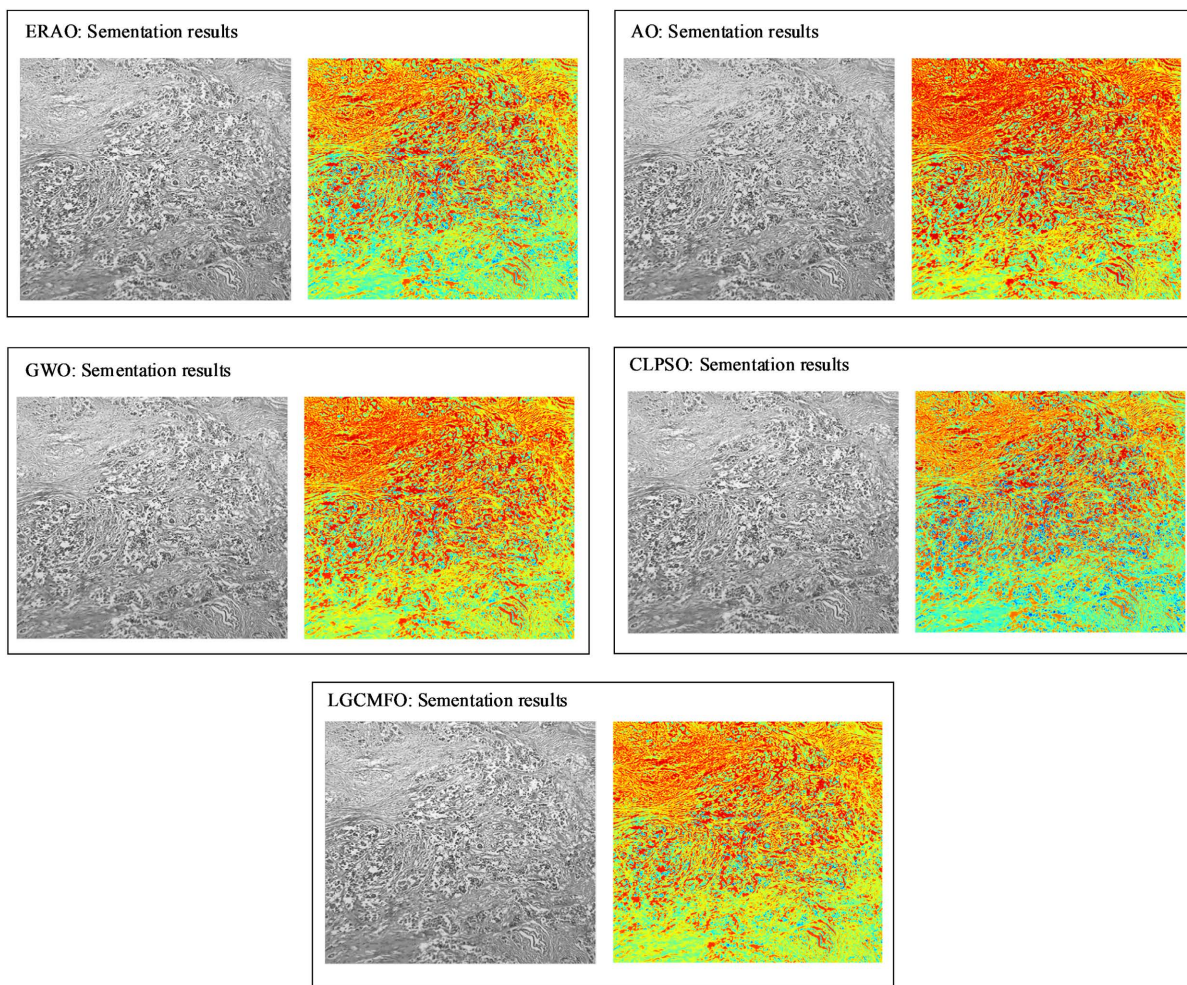 ERAO: Sementation results
AO: Sementation results
GWO: Sementation results
CLPSO: Sementation results
LGCMFO: Sementation results